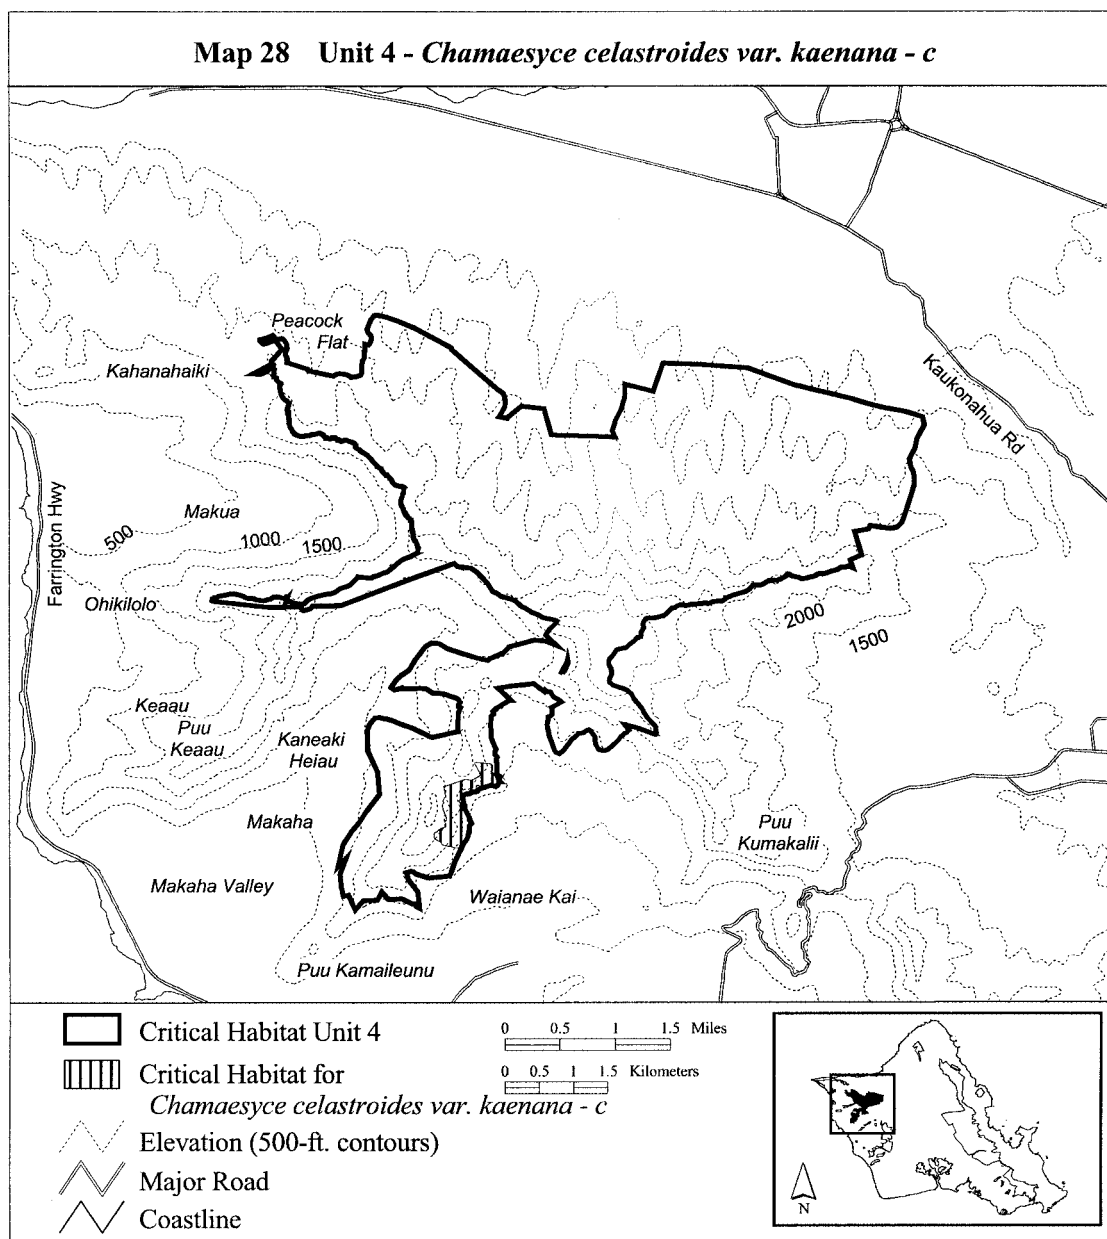 Map 28 Unit 4 - Chamaesyce celastroides var. kaenana - c
Peacock
Flat
Kahanahaiki
Kaukonahua Rd
Farrington Hwy
Makua
500
1000
1500
Ohikilolo
2000
1500
Keaau
Puu
Keaau
Kaneaki
Heiau
Makaha
Puu
Kumakalii
Makaha Valley
Waianae Kai
Puu Kamaileunu
Critical Habitat Unit 4
0 0.5 1 1.5 Miles
Critical Habitat for
Chamaesyce celastroides var. kaenana - c
0 0.5 1 1.5 Kilometers
Elevation (500-ft. contours)
Major Road
Coastline
N